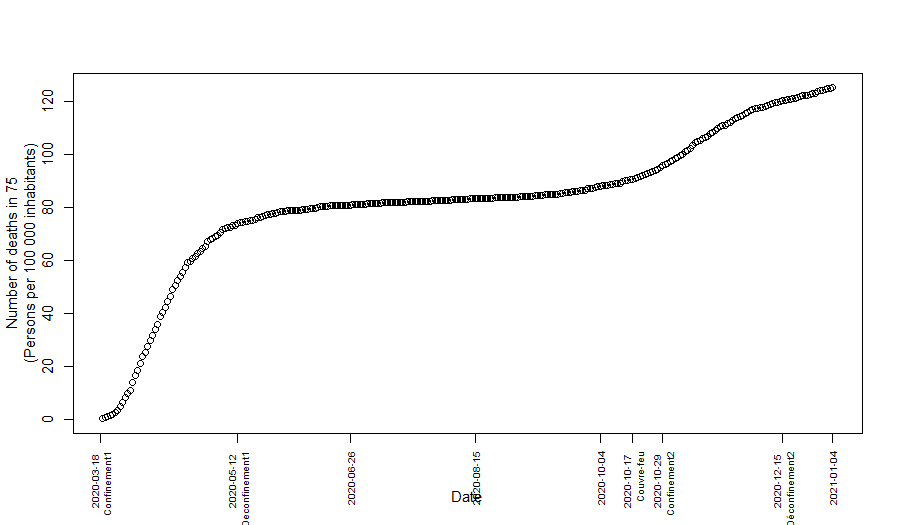 Number of deaths in 75
(Persons per 100 000 inhabitants)
120
100
80
60
40
20
0
2020-03-18
Confinement1
2020-05-12
Déconfinement1
2020-06-26
2020-08-15
2020-10-04
2020-10-17
Couvre-feu
2020-10-29
Confinement2
2020-12-15
Déconfinement2
2021-01-04
Date